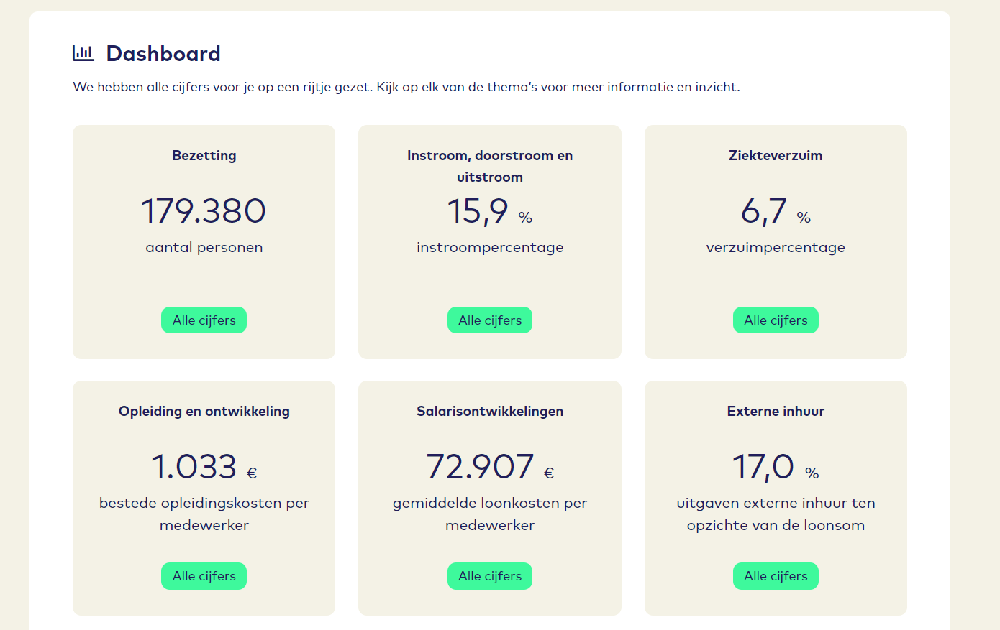 Dashboard
We hebben alle cijfers voor je op een rijtje gezet. Kijk op elk van de thema’s voor meer informatie en inzicht.
Bezetting
179.380
aantal personen
Alle cijfers
Instroom, doorstroom en
uitstroom
15,9 %
instroompercentage
Alle cijfers
Ziekteverzuim
6,7 %
verzuimpercentage
Alle cijfers
Opleiding en ontwikkeling
1.033 €
bestede opleidingskosten per
medewerker
Alle cijfers
Salarisontwikkelingen
72.907 €
gemiddelde loonkosten per
medewerker
Alle cijfers
Externe inhuur
17,0 %
uitgaven externe inhuur ten
opzichte van de loonsom
Alle cijfers